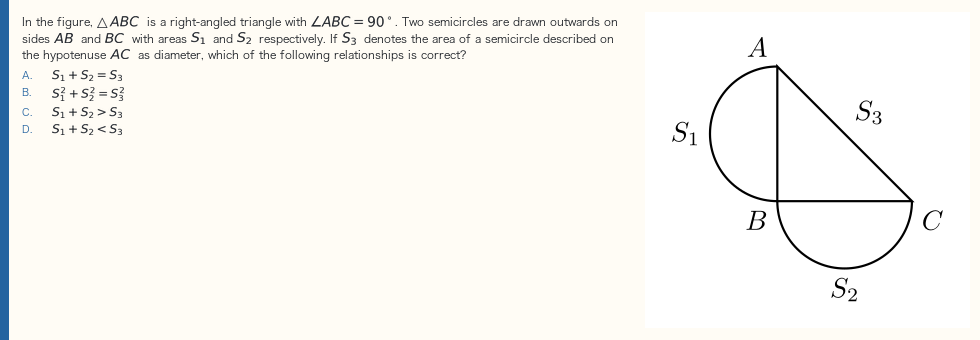 In the figure, △ABC is a right-angled triangle with ∠ABC = 90°. Two semicircles are drawn outwards on
sides AB and BC with areas S₁ and S₂ respectively. If S₃ denotes the area of a semicircle described on
the hypotenuse AC as diameter, which of the following relationships is correct?
A. S₁ + S₂ = S₃
B. S₁² + S₂² = S₃²
C. S₁ + S₂ > S₃
D. S₁ + S₂ < S₃
A
S₃
S₁
B
C
S₂